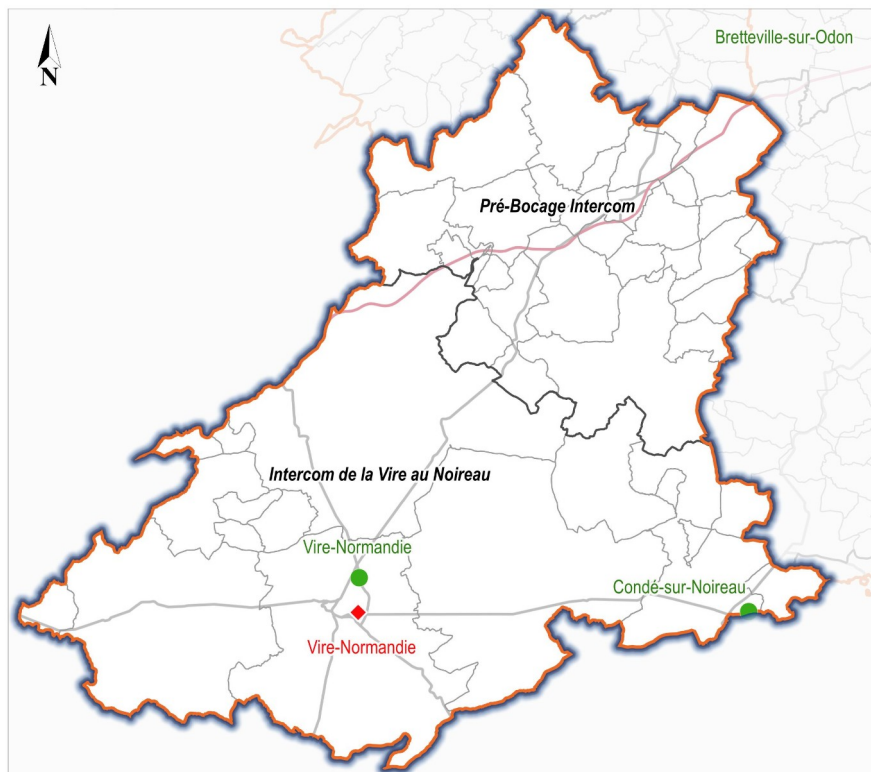 Bretteville-sur-Odon
N
Pré-Bocage Intercom
Intercom de la Vire au Noireau
Vire-Normandie
Condé-sur-Noireau
Vire-Normandie